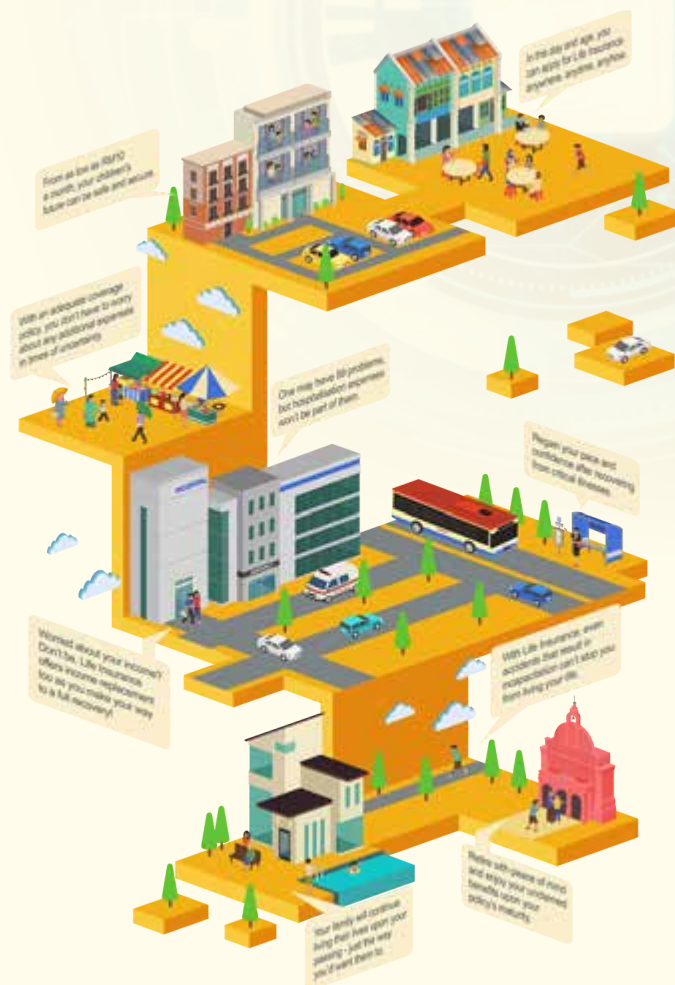 In this day and age, you
can apply for Life Insurance
anywhere, anytime, anyhow.
From as low as RM10
a month, your children's
future can be safe and secure.
With an adequate coverage
policy, you don't have to worry
about any additional expenses
in times of uncertainty.
One may have 99 problems,
but hospitalisation expenses
won't be part of them.
Regain your pace and
confidence after recovering
from critical illnesses.
Worried about your income?
Don't be. Life Insurance
offers income replacement
too as you make your way
to a full recovery!
With Life Insurance, even
accidents that result in
incapacitation can't stop you
from living your life.
Retire with peace of mind
and enjoy your
benefits upon your
policy's maturity.
Your family will continue
living their lives upon your
passing - just the way
you'd want them to.